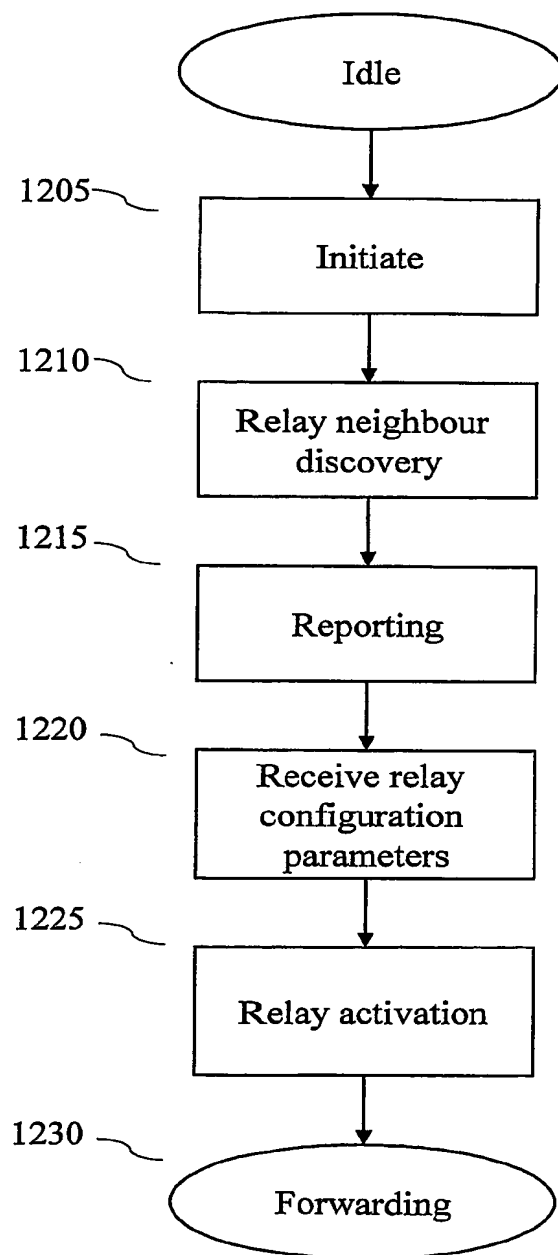 Idle
1205
Initiate
1210
Relay neighbour
discovery
1215
Reporting
1220
Receive relay
configuration
parameters
1225
Relay activation
1230
Forwarding